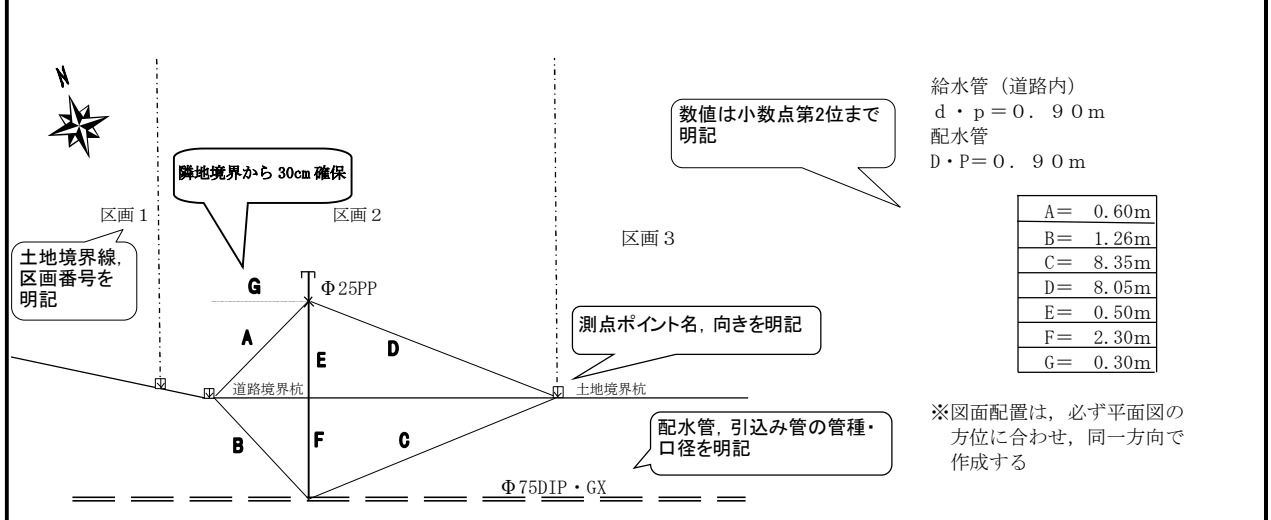 N
隣地境界から 30cm 確保
区画１
区画２
区画３
土地境界線,
区画番号を
明記
数値は小数点第2位まで
明記
給水管（道路内）
ｄ・ｐ＝０．９０ｍ
配水管
Ｄ・Ｐ＝０．９０ｍ
A＝ 0.60m
B＝ 1.26m
C＝ 8.35m
D＝ 8.05m
E＝ 0.50m
F＝ 2.30m
G＝ 0.30m
G
Φ25PP
A
E
D
測点ポイント名, 向きを明記
道路境界杭
土地境界杭
B
F
C
配水管, 引込み管の管種・
口径を明記
Φ75DIP・GX
※図面配置は，必ず平面図の
方位に合わせ，同一方向で
作成する